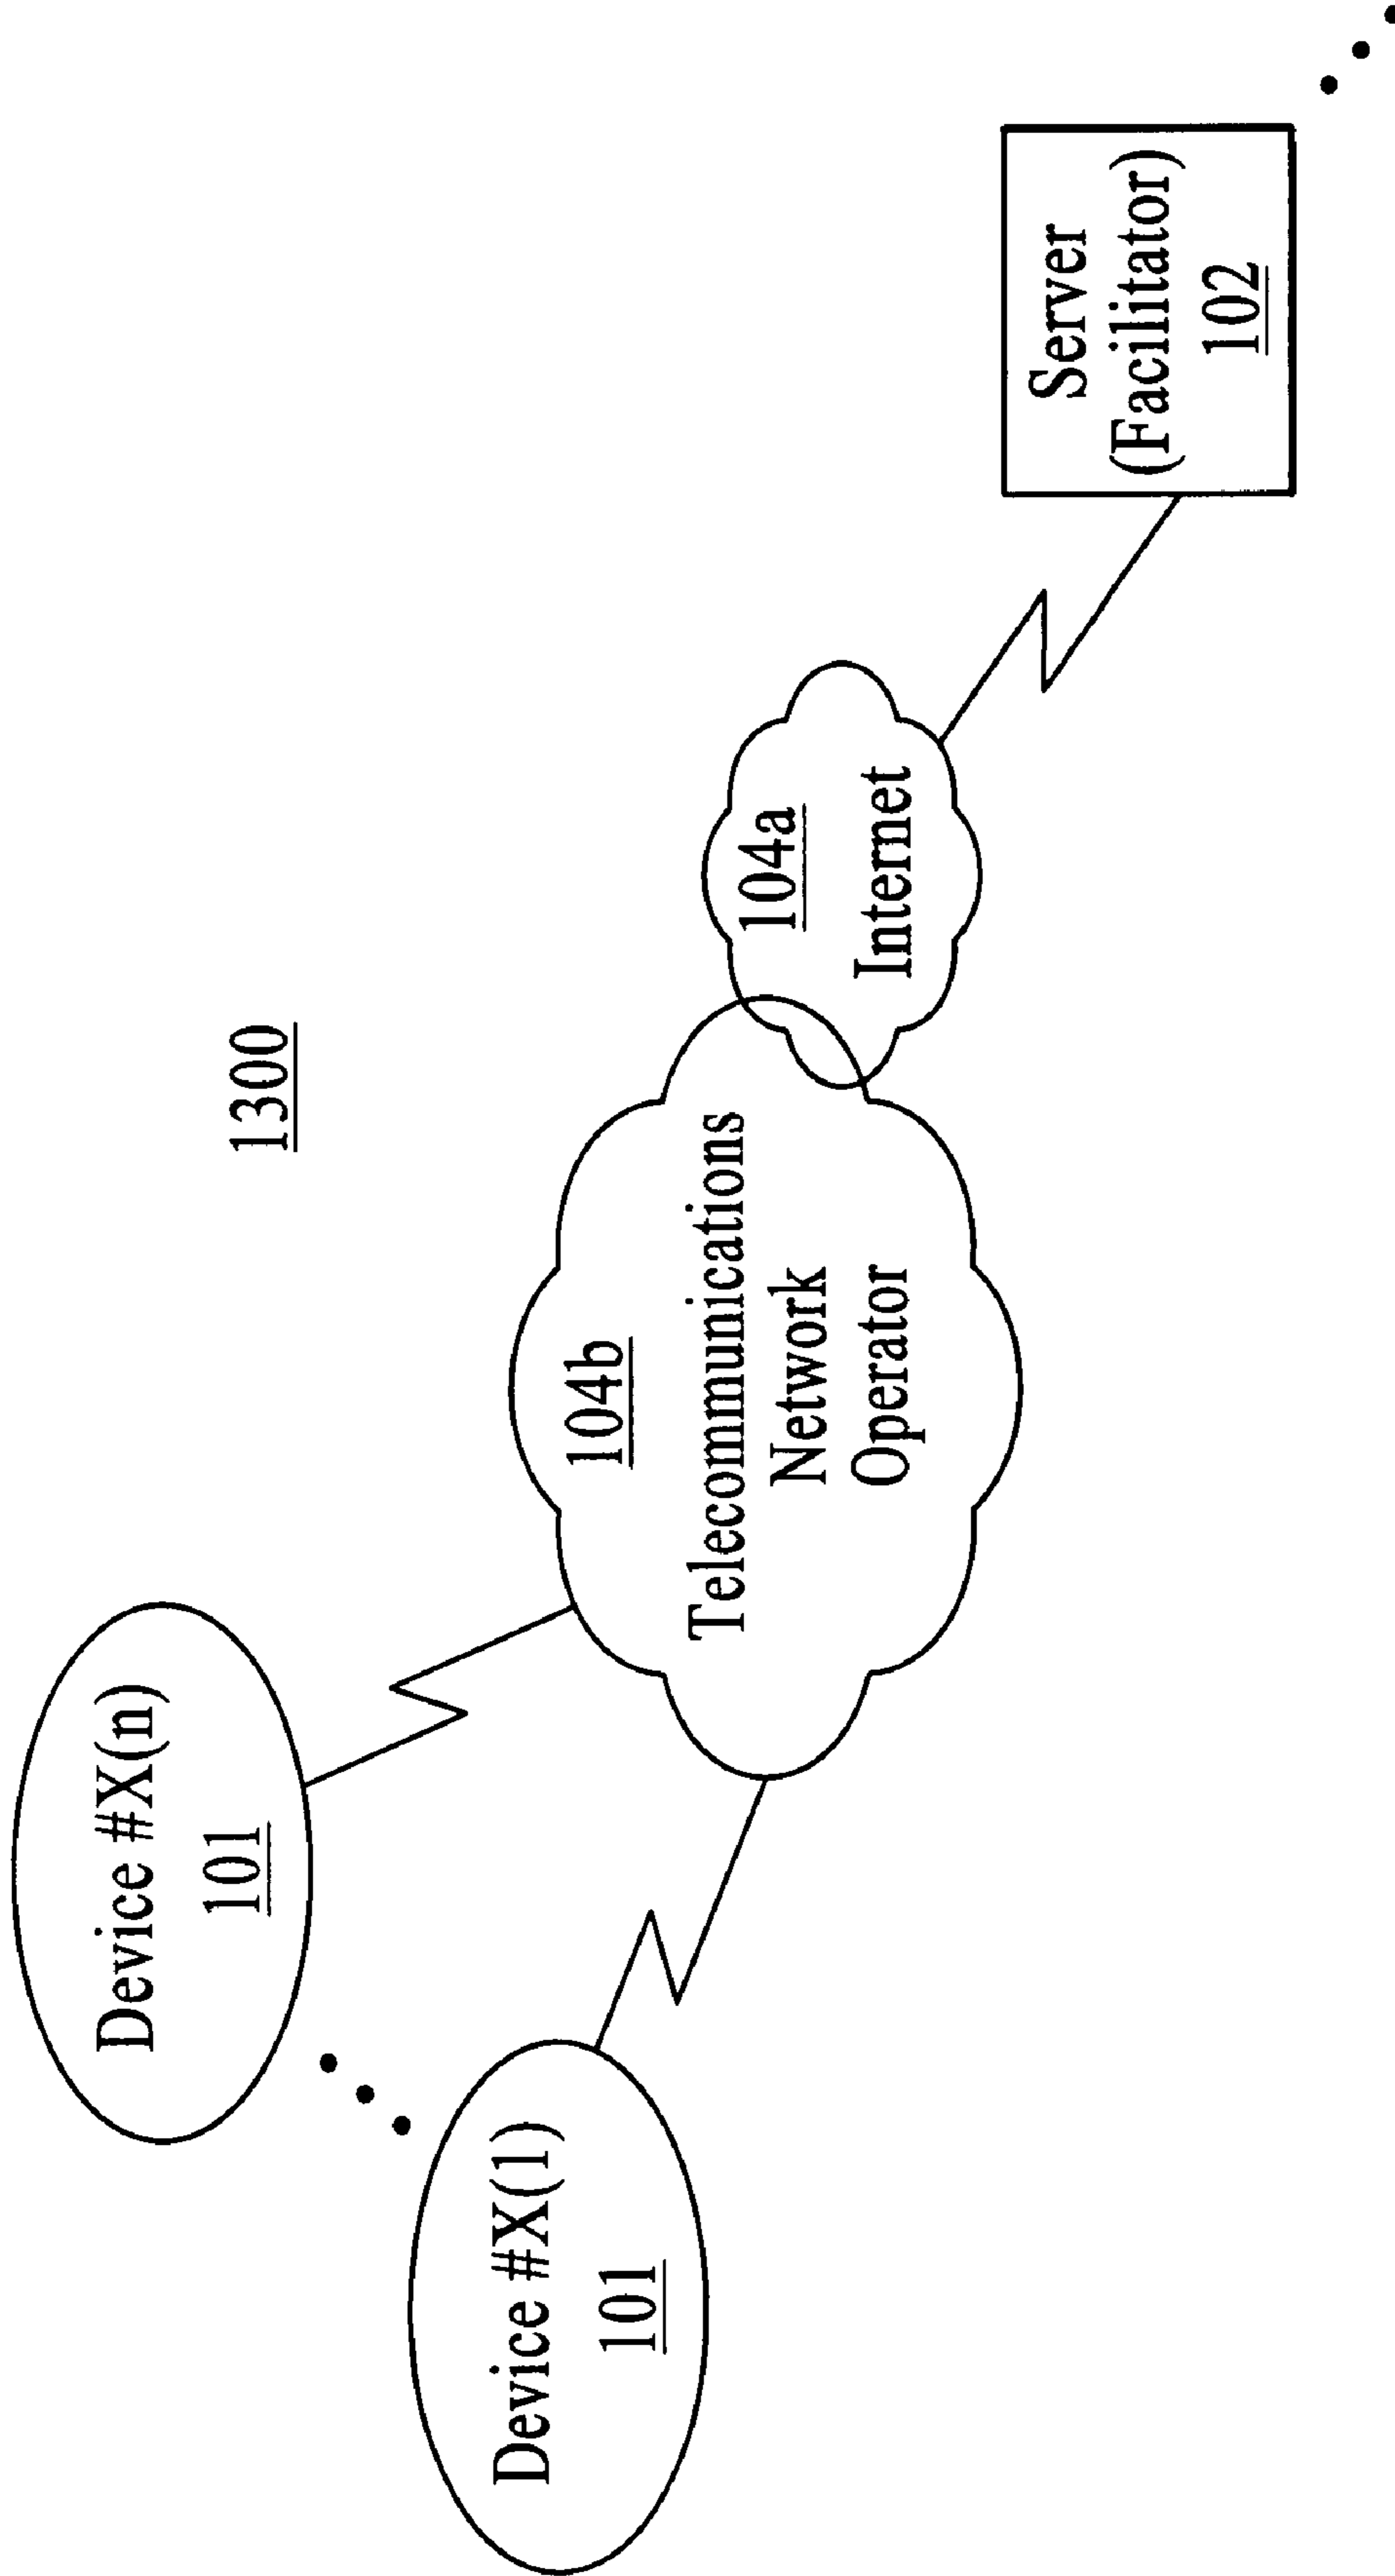 1300
Device #X(n)
101
Device #X(1)
101
104b
Telecommunications
Network
Operator
104a
Internet
Server
(Facilitator)
102